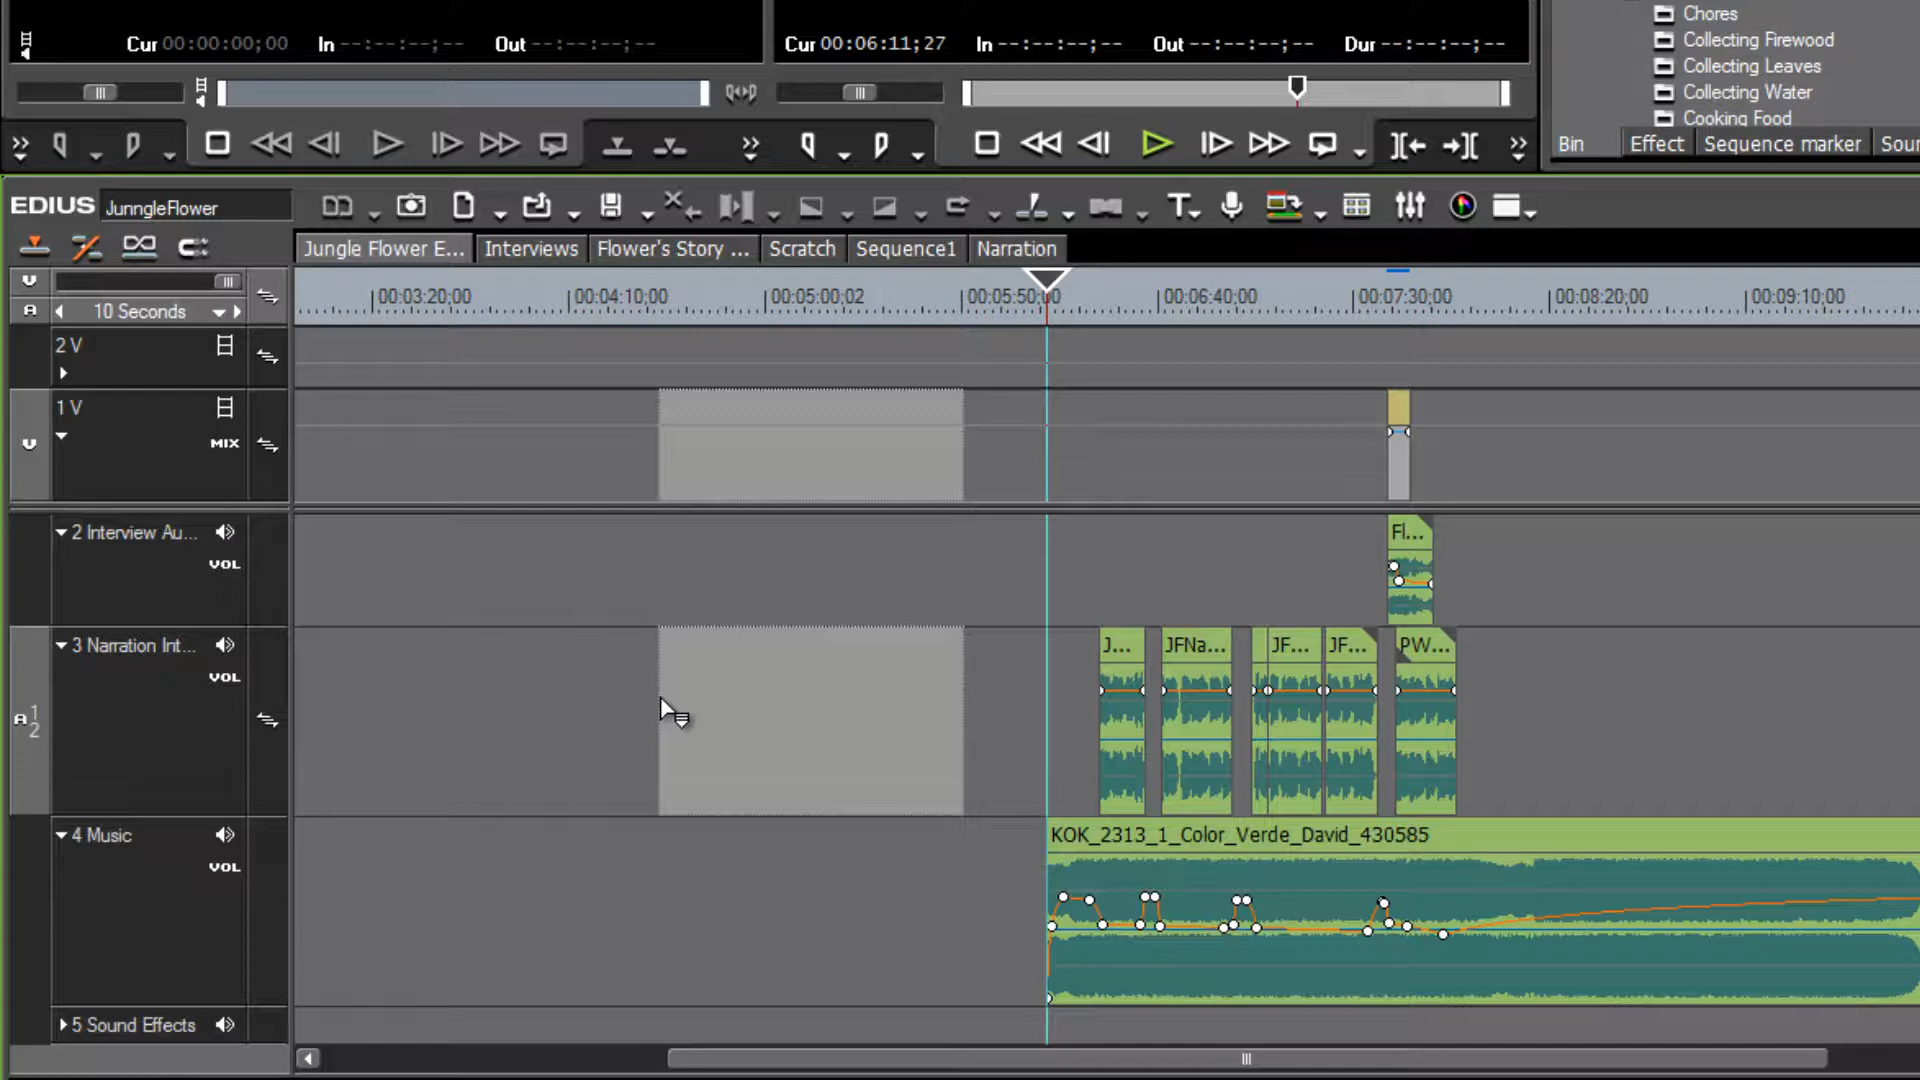 Cur 00:00:00;00 In --:--:--;-- Out --:--:--;--
Cur 00:06:11;27 In --:--:--;-- Out --:--:--;-- Dur --:--:--;--
Chores
Collecting Firewood
Collecting Leaves
Collecting Water
Cooking Food
Bin Effect Sequence marker Sour
EDIUS JunngleFlower
Jungle Flower E... Interviews Flower's Story ... Scratch Sequence1 Narration
V
A 10 Seconds
00:03:20;00 00:04:10;00 00:05:00;02 00:05:50;00 00:06:40;00 00:07:30;00 00:08:20;00 00:09:10;00
2 V
1 V
V MIX
2 Interview Au...
VOL
Fl...
3 Narration Int...
VOL
A 1 2
J... JFNa... JF... JF... PW...
4 Music
VOL
KOK_2313_1_Color_Verde_David_430585
5 Sound Effects